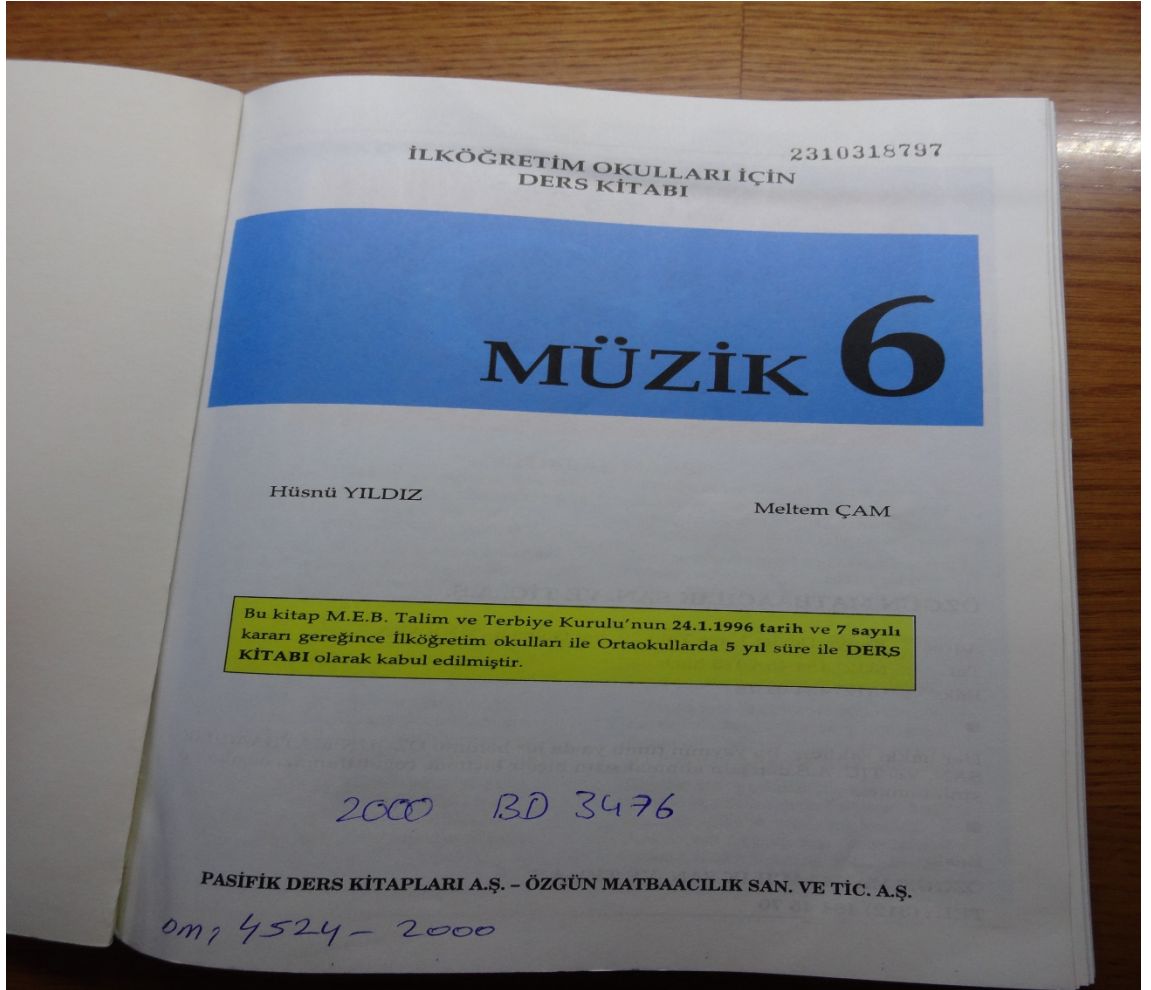 2310318797
İLKÖĞRETİM OKULLARI İÇİN
DERS KİTABI
MÜZİK 6
Hüsnü YILDIZ
Meltem ÇAM
Bu kitap M.E.B. Talim ve Terbiye Kurulu'nun 24.1.1996 tarih ve 7 sayılı
kararı gereğince İlköğretim okulları ile Ortaokullarda 5 yıl süre ile DERS
KİTABI olarak kabul edilmiştir.
2000 BD 3476
PASİFİK DERS KİTAPLARI A.Ş. – ÖZGÜN MATBAACILIK SAN. VE TİC. A.Ş.
4524 – 2000